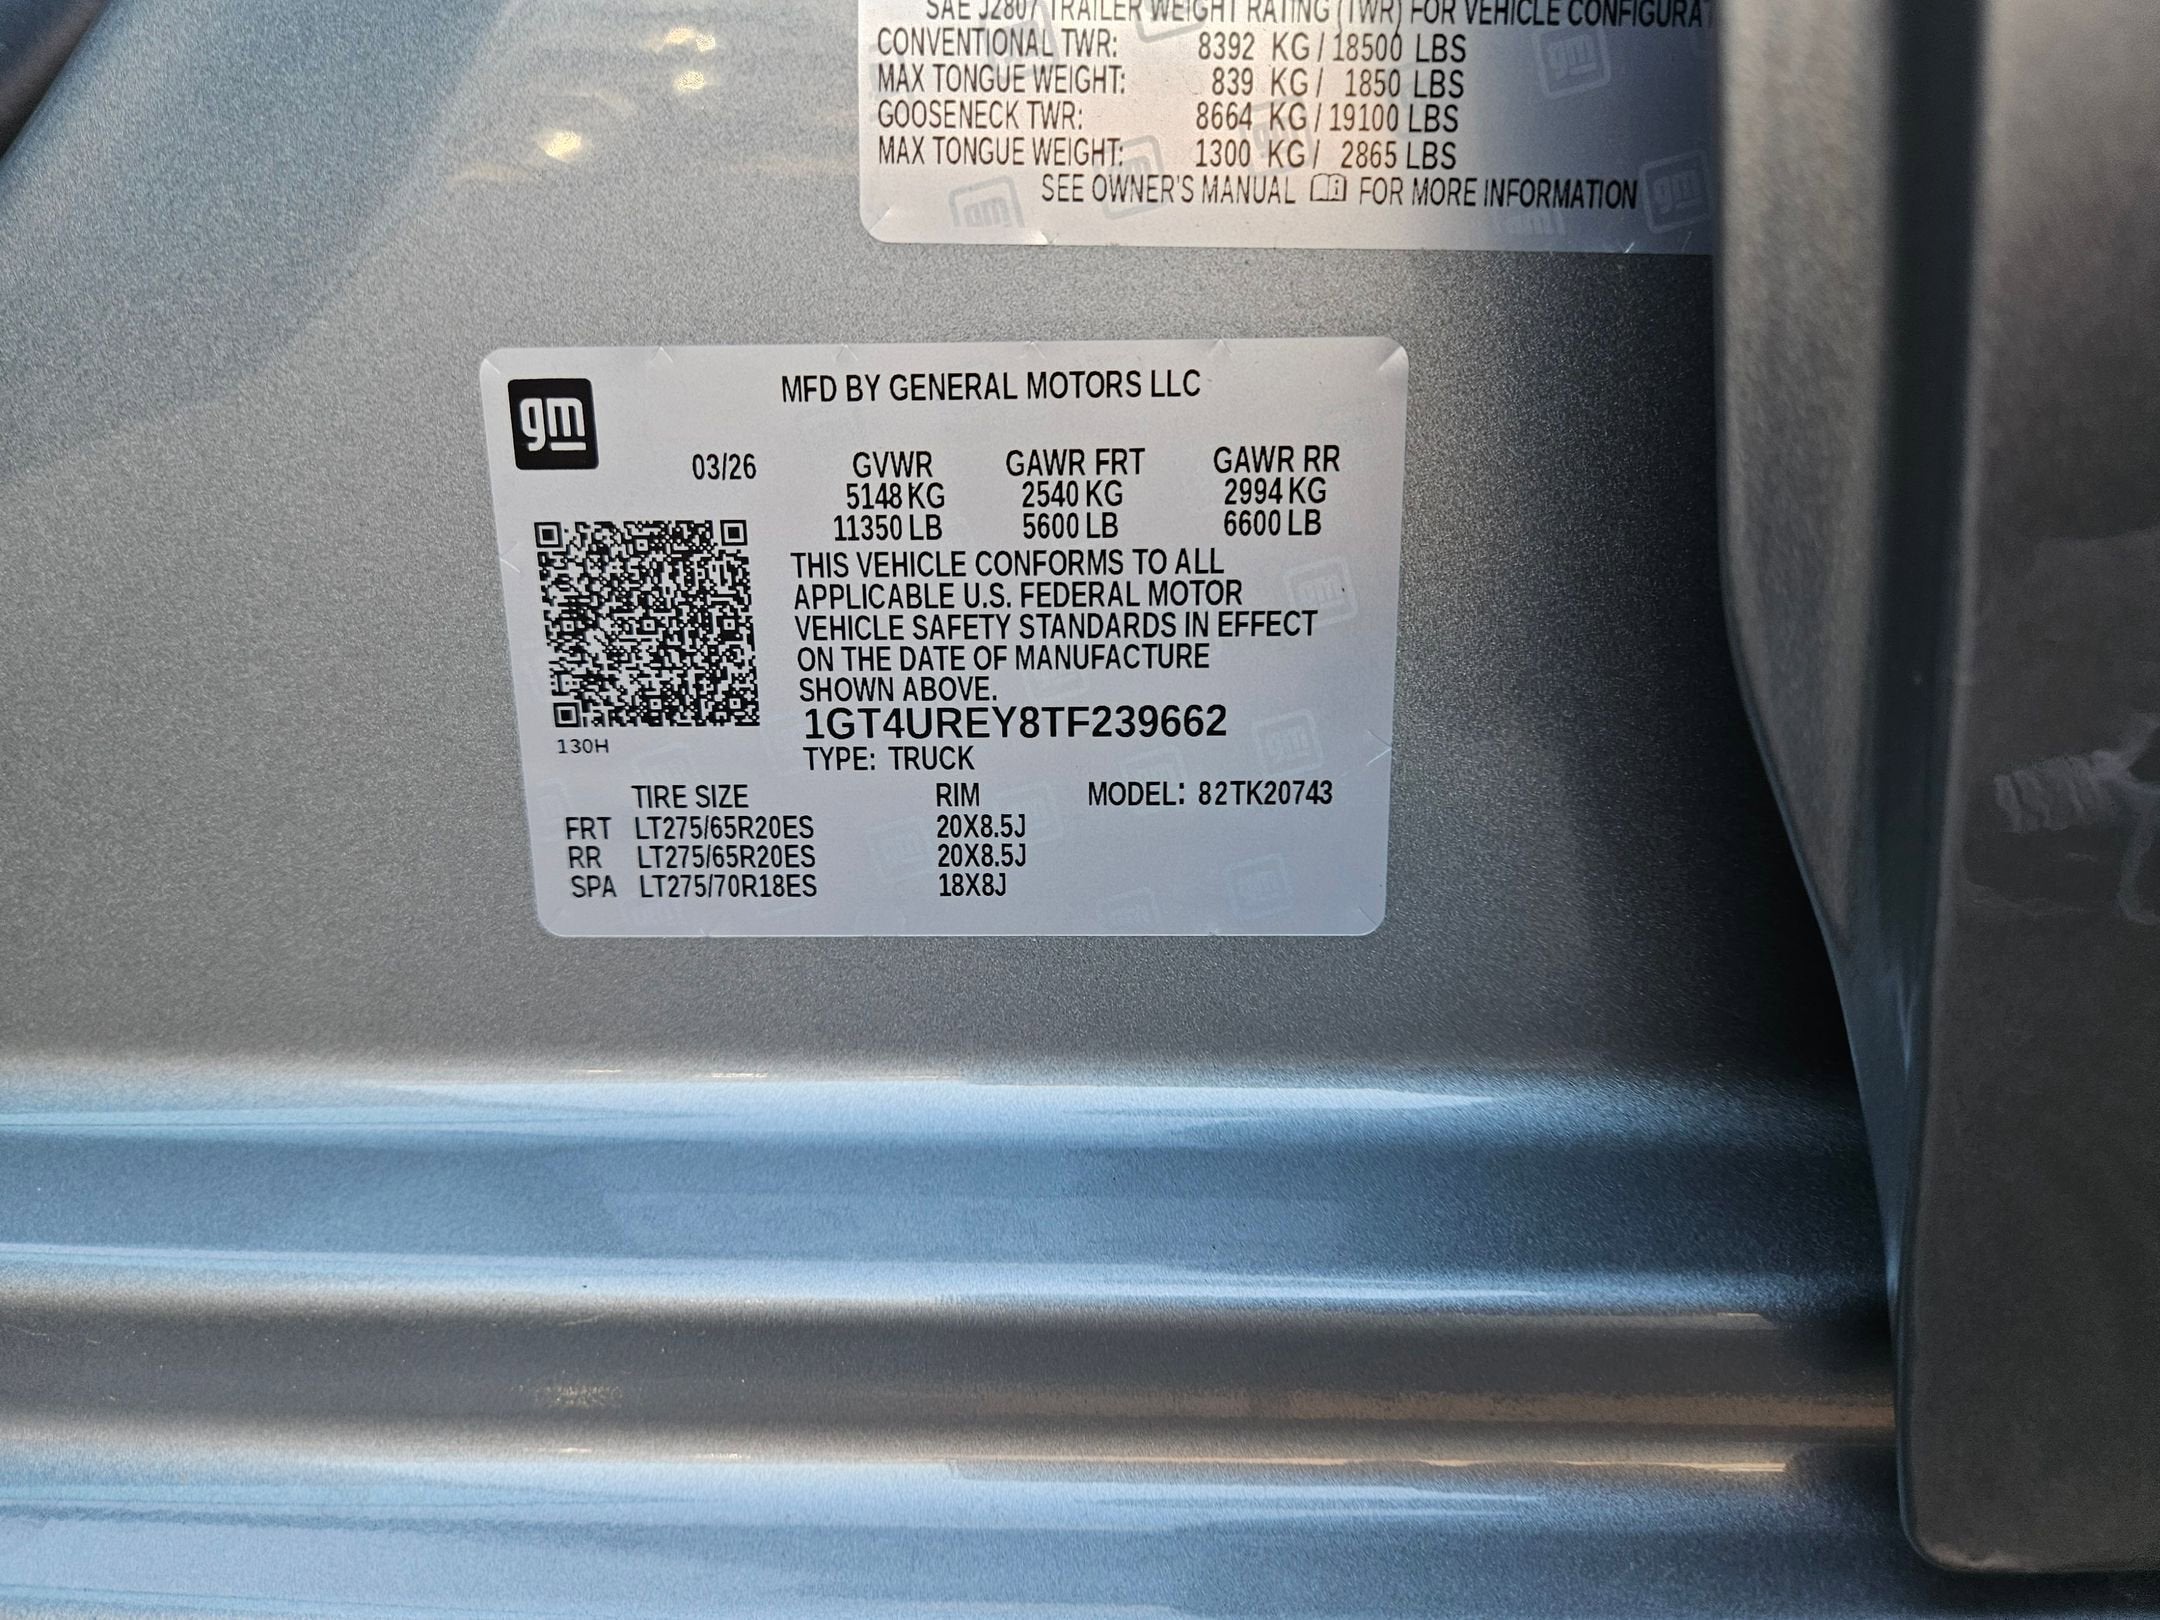 SAE J2807 TRAILER WEIGHT RATING (TWR) FOR VEHICLE
CONVENTIONAL TWR: 8392 KG / 18500 LBS
MAX TONGUE WEIGHT: 839 KG / 1850 LBS
GOOSENECK TWR: 8664 KG / 19100 LBS
MAX TONGUE WEIGHT: 1300 KG / 2865 LBS
SEE OWNER'S MANUAL FOR MORE INFORMATION
gm
MFD BY GENERAL MOTORS LLC
03/26 GVWR GAWR FRT GAWR RR
5148 KG 2540 KG 2994 KG
11350 LB 5600 LB 6600 LB
THIS VEHICLE CONFORMS TO ALL
APPLICABLE U.S. FEDERAL MOTOR
VEHICLE SAFETY STANDARDS IN EFFECT
ON THE DATE OF MANUFACTURE
SHOWN ABOVE.
1GT4UREY8TF239662
130H
TYPE: TRUCK
TIRE SIZE RIM MODEL: 82TK20743
FRT LT275/65R20ES 20X8.5J
RR LT275/65R20ES 20X8.5J
SPA LT275/70R18ES 18X8J